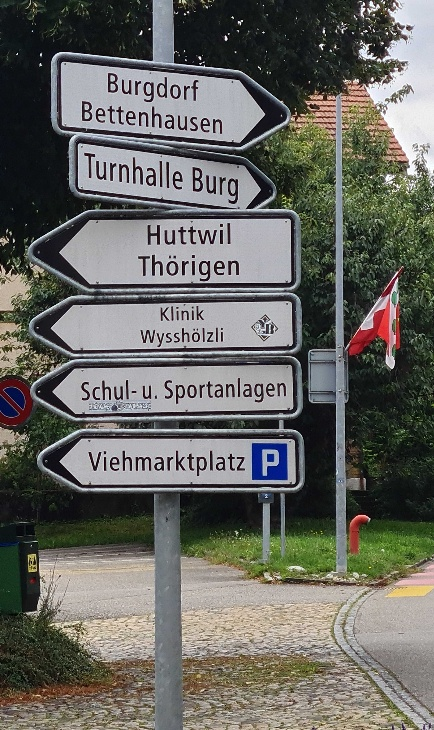 Burgdorf
Bettenhausen
Turnhalle Burg
Huttwil
Thörigen
Klinik
Wysshölzli
Schul- u. Sportanlagen
Viehmarktplatz P